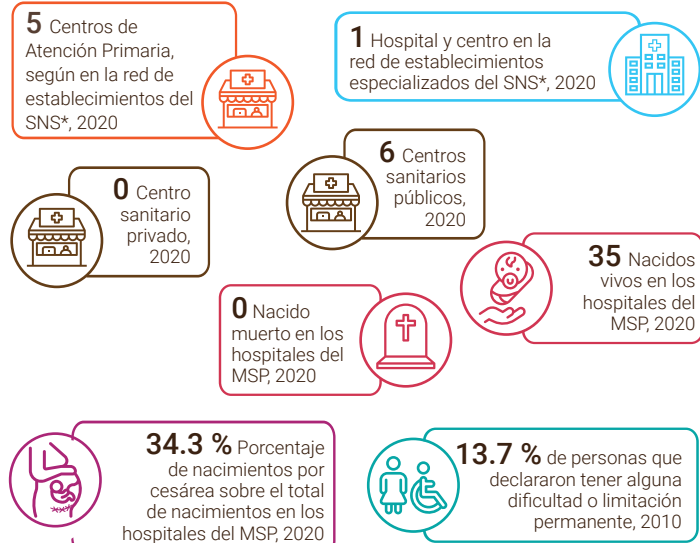 5 Centros de
Atención Primaria,
según en la red de
establecimientos del
SNS*, 2020
1 Hospital y centro en la
red de establecimientos
especializados del SNS*, 2020
0 Centro
sanitario
privado,
2020
6 Centros
sanitarios
públicos,
2020
35 Nacidos
vivos en los
hospitales del
MSP, 2020
0 Nacido
muerto en los
hospitales del
MSP, 2020
34.3 % Porcentaje
de nacimientos por
cesárea sobre el total
de nacimientos en los
hospitales del MSP, 2020
13.7 % de personas que
declararon tener alguna
dificultad o limitación
permanente, 2010